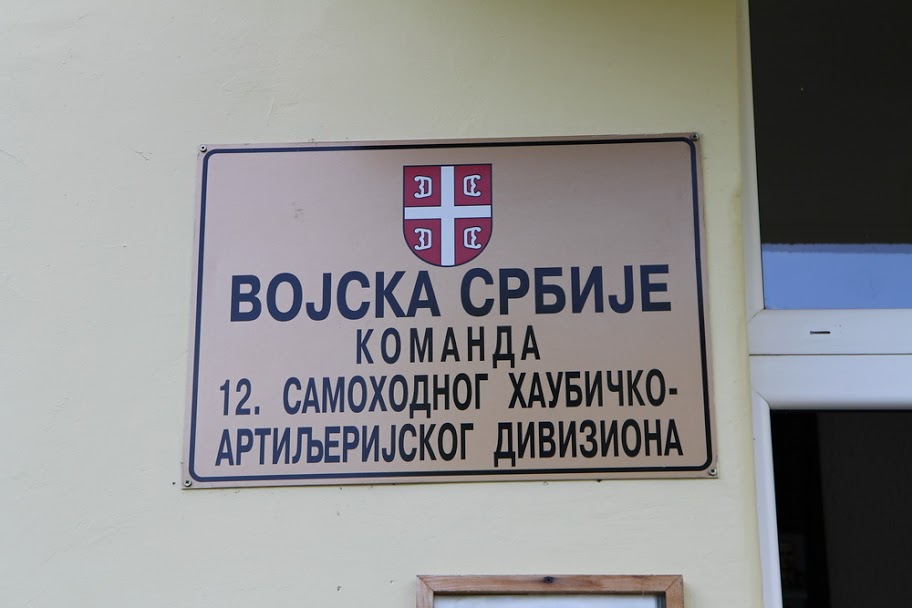 ВОЈСКА СРБИЈЕ
КОМАНДА
12. САМОХОДНОГ ХАУБИЧКО-
АРТИЉЕРИЈСКОГ ДИВИЗИОНА